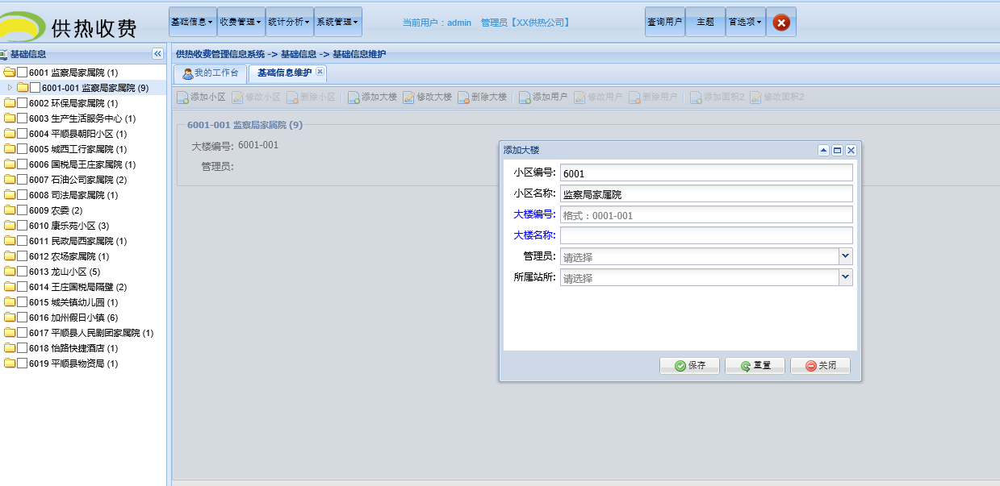 供热收费
基础信息 收费管理 统计分析 系统管理
当前用户：admin 管理员【XX供热公司】
查询用户 主题 首选项
基础信息
供热收费管理信息系统 -> 基础信息 -> 基础信息维护
我的工作台 基础信息维护
添加小区 修改小区 删除小区 添加大楼 修改大楼 删除大楼 添加用户 修改用户 删除用户 添加面积2 修改面积2
6001 监察局家属院 (1)
6001-001 监察局家属院 (9)
6002 环保局家属院 (1)
6003 生产生活服务中心 (1)
6004 平顺县朝阳小区 (1)
6005 城西工行家属院 (1)
6006 国税局王庄家属院 (1)
6007 石油公司家属院 (2)
6008 司法局家属院 (1)
6009 农委 (2)
6010 康乐苑小区 (3)
6011 民政局西家属院 (1)
6012 农场家属院 (1)
6013 龙山小区 (5)
6014 王庄国税局隔壁 (2)
6015 城关镇幼儿园 (1)
6016 加州假日小镇 (6)
6017 平顺县人民剧团家属院 (1)
6018 怡路快捷酒店 (1)
6019 平顺县物资局 (1)
6001-001 监察局家属院 (9)
大楼编号: 6001-001
管理员:
添加大楼
小区编号: 6001
小区名称: 监察局家属院
大楼编号: 格式：0001-001
大楼名称:
管理员: 请选择
所属站所: 请选择
保存 重置 关闭